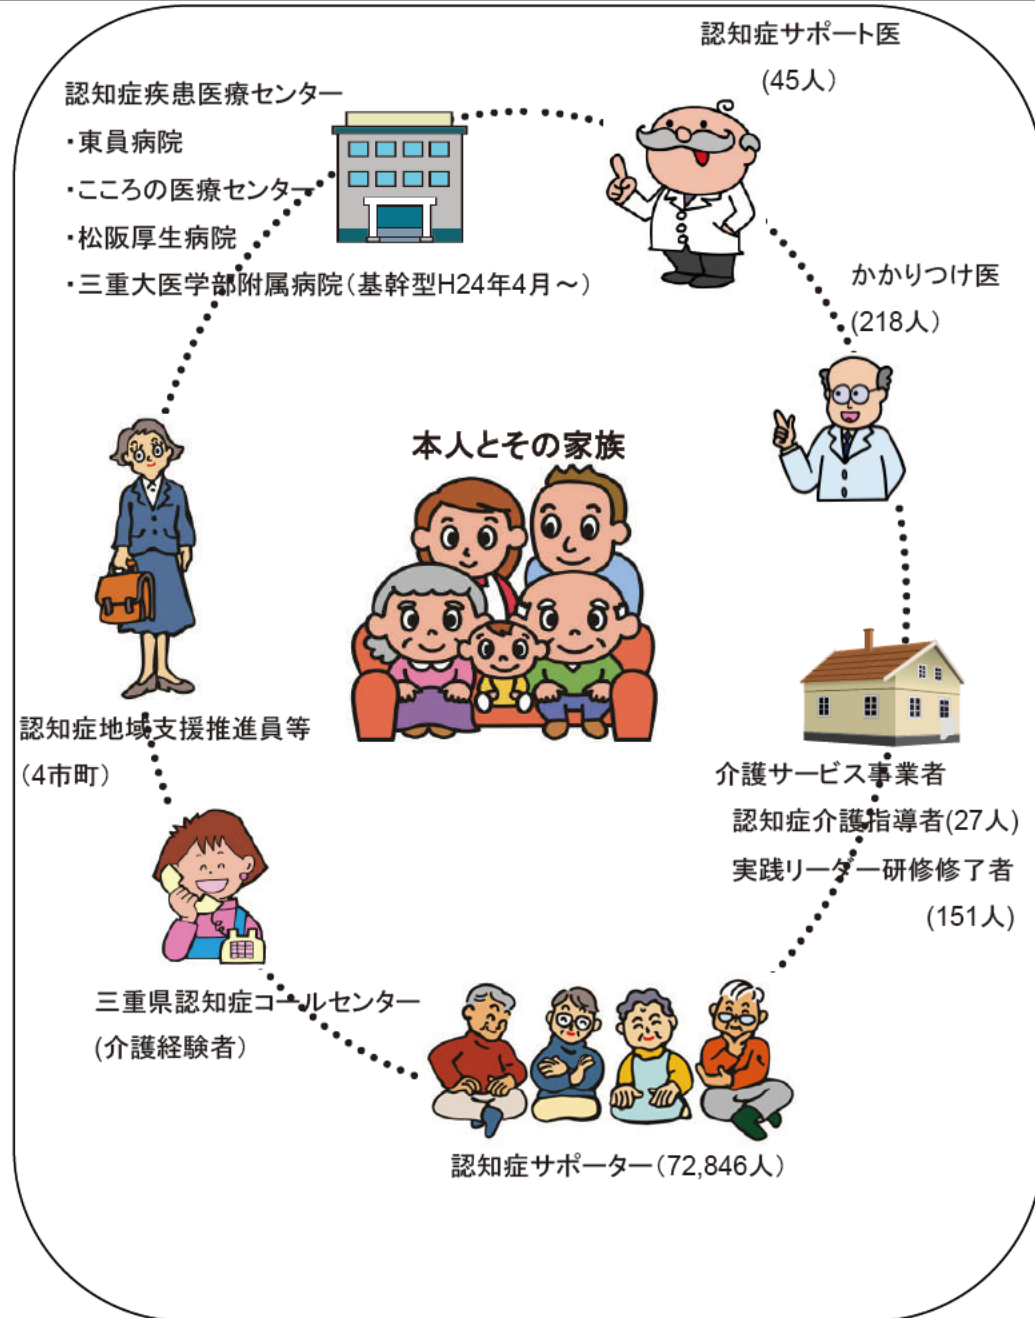 認知症サポート医
(45人）
認知症疾患医療センター
・東員病院
・こころの医療センター
・松阪厚生病院
・三重大医学部附属病院（基幹型H24年4月～）
かかりつけ医
(218人）
本人とその家族
認知症地域支援推進員等
（4市町）
介護サービス事業者
認知症介護指導者(27人)
実践リーダー研修修了者
(151人)
三重県認知症コールセンター
(介護経験者）
認知症サポーター（72,846人）